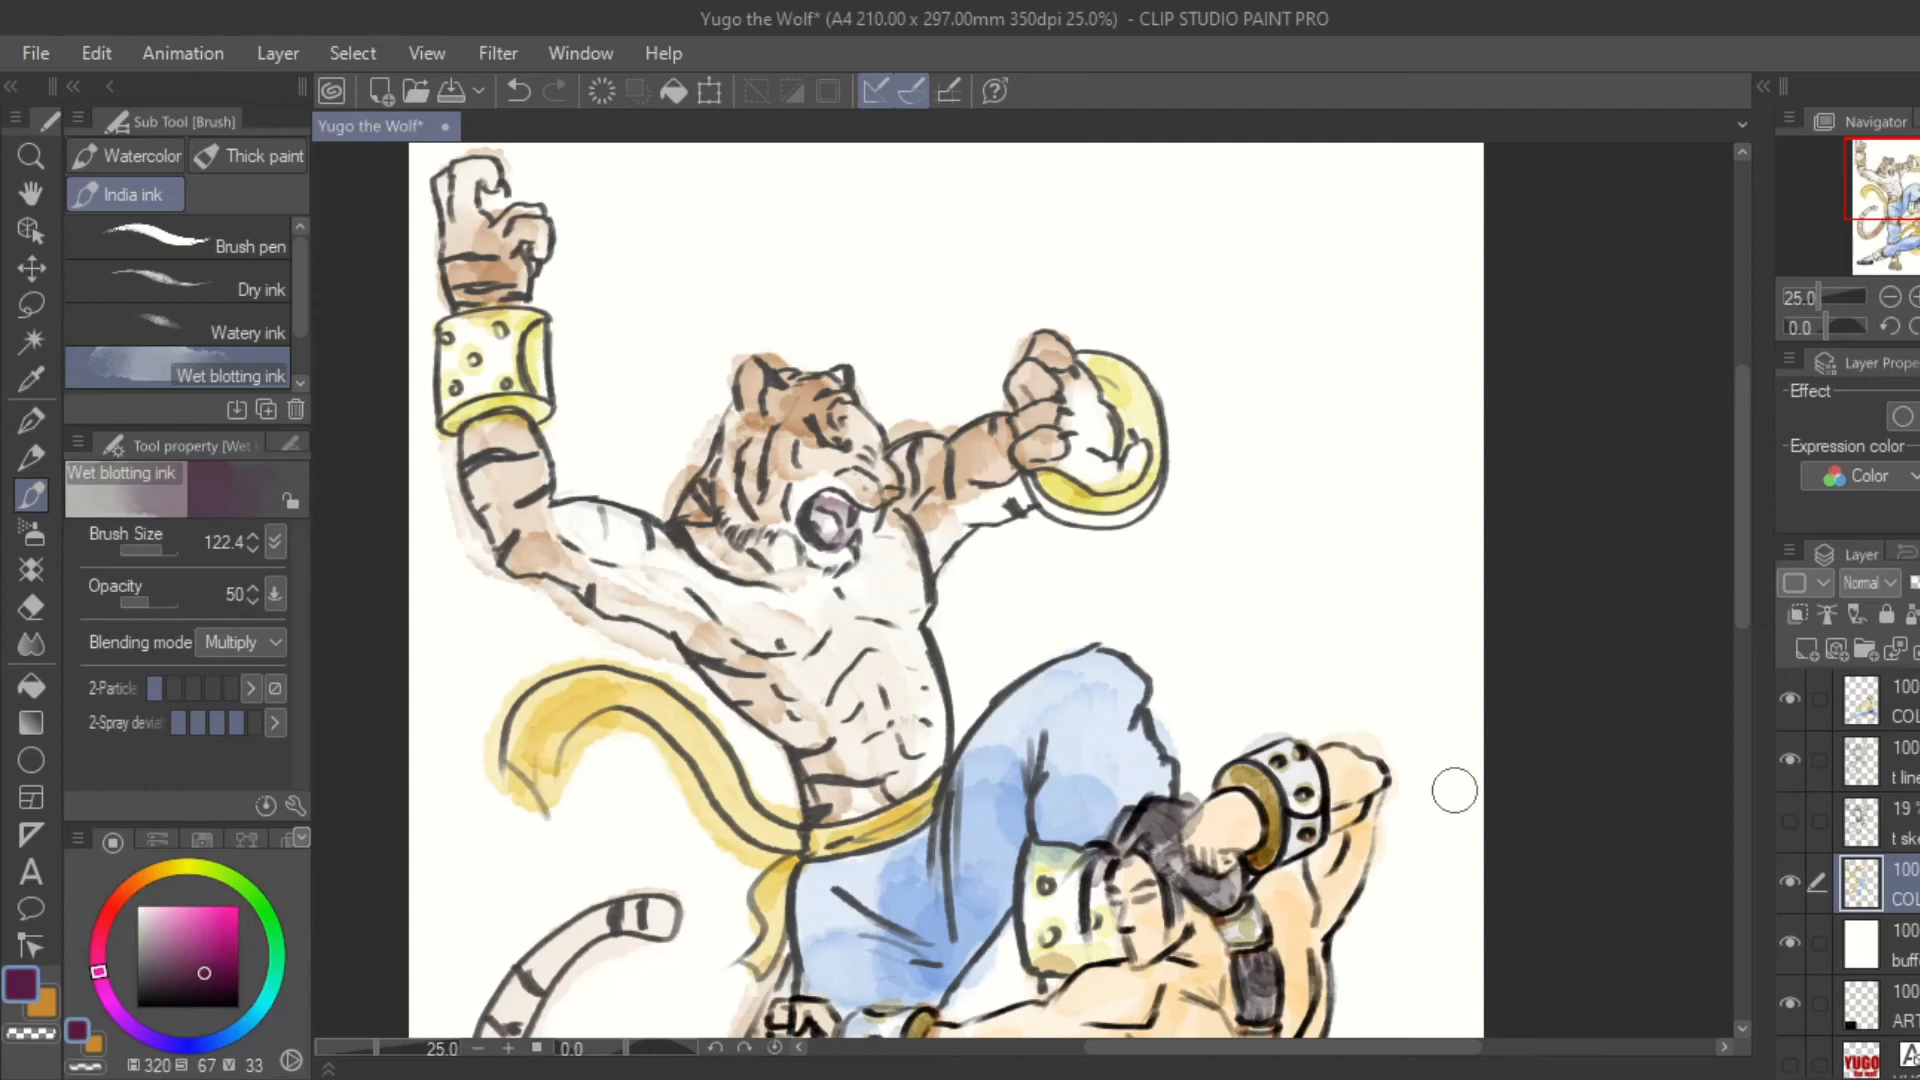 Yugo the Wolf* (A4 210.00 x 297.00mm 350dpi 25.0%) - CLIP STUDIO PAINT PRO
File Edit Animation Layer Select View Filter Window Help
Sub Tool [Brush]
Yugo the Wolf*
Navigator
Watercolor
Thick paint
India ink
Brush pen
Dry ink
Watery ink
Wet blotting ink
25.0
0.0
Layer Prope
Effect
Expression color
Color
Tool property [Wet
Wet blotting ink
Brush Size 122.4
Opacity 50
Blending mode Multiply
2-Particle
2-Spray devia
Layer
Normal
100
COL
100
t line
19 %
t ske
100
COL
100
buffe
100
ART
YUGO
A
320 S 67 V 33
25.0
0.0